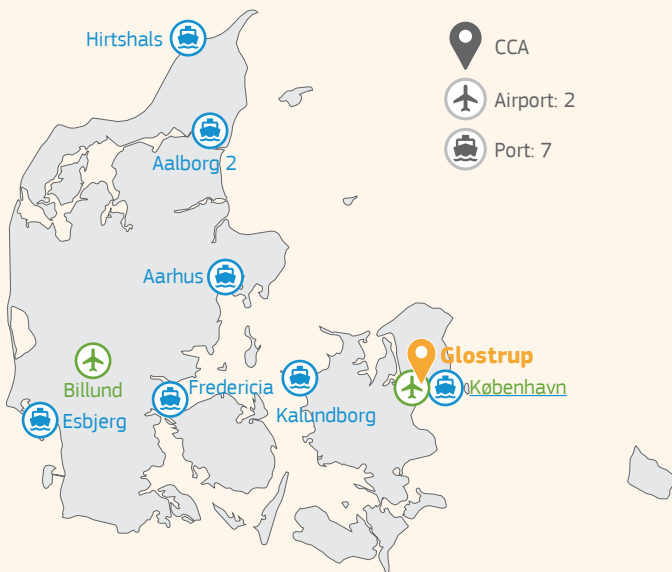 Hirtshals
CCA
Airport: 2
Port: 7
Aalborg 2
Aarhus
Glostrup
Billund
Fredericia
København
Esbjerg
Kalundborg